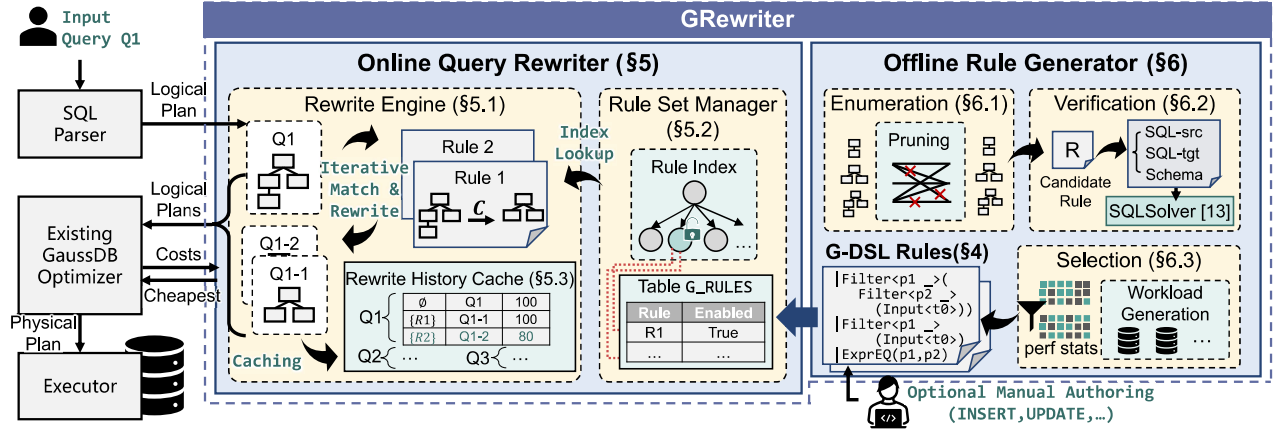 GRewriter
Input
Query Q1
SQL
Parser
Logical
Plan
Logical
Plans
Existing
GaussDB
Optimizer
Costs
Cheapest
Physical
Plan
Executor
Online Query Rewriter (§5)
Rewrite Engine (§5.1)
Q1
Iterative
Match &
Rewrite
Rule 2
Rule 1
C
Q1-2
Q1-1
Caching
Rewrite History Cache (§5.3)
Q1
∅ Q1 100
{R1} Q1-1 100
{R2} Q1-2 80
Q2 ... Q3 ...
Index
Lookup
Rule Set Manager
(§5.2)
Rule Index
...
Table G_RULES
Rule Enabled
R1 True
... ...
Offline Rule Generator (§6)
Enumeration (§6.1)
Pruning
Verification (§6.2)
R
Candidate
Rule
SQL-src
SQL-tgt
Schema
SQLSolver [13]
G-DSL Rules(§4)
|Filter<p1 _>(
Filter<p2 _>
(Input<t0>))
|Filter<p1 _>
(Input<t0>)
|ExprEQ(p1,p2)
Selection (§6.3)
perf stats
Workload
Generation
...
Optional Manual Authoring
(INSERT,UPDATE,…)